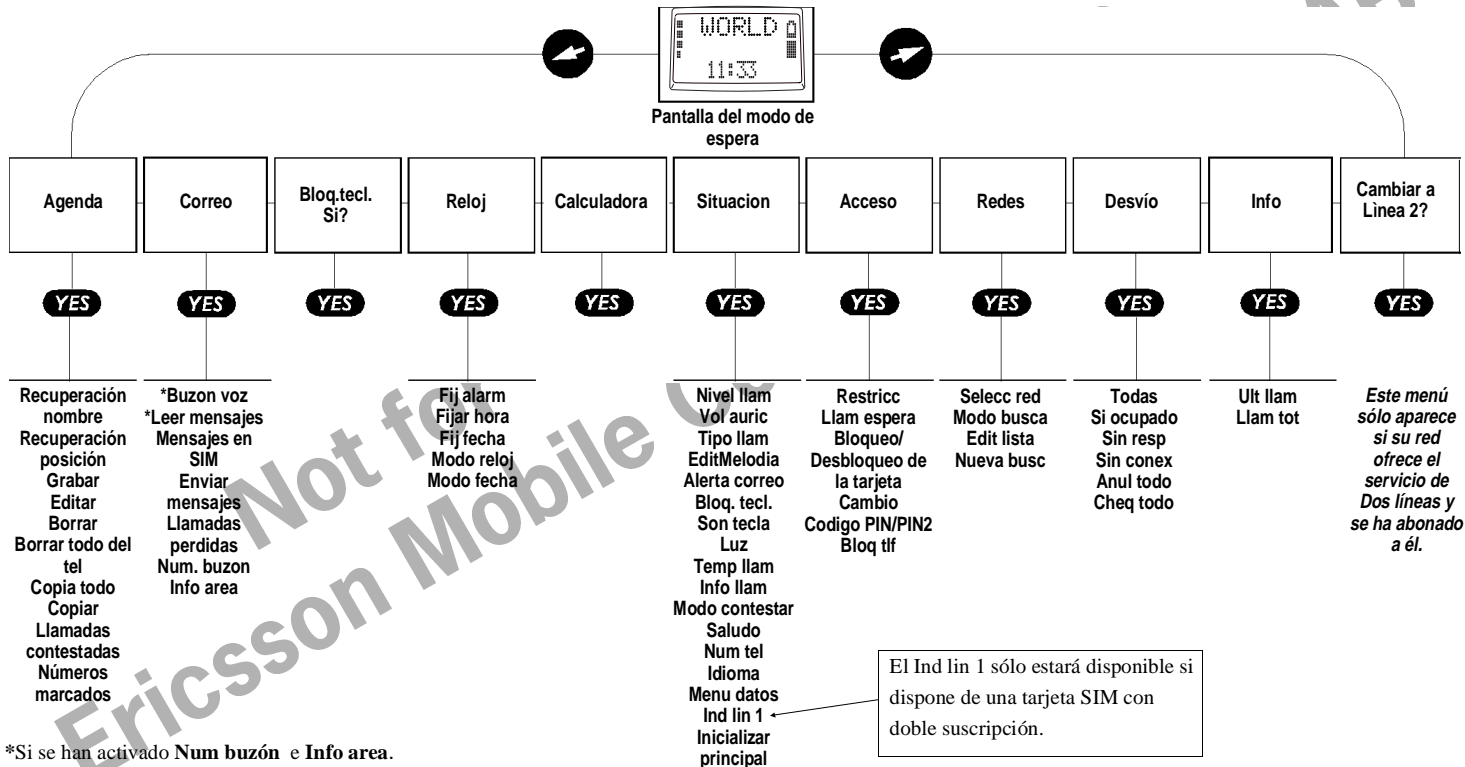 WORLD
11:33
Pantalla del modo de
espera
Agenda
Correo
Bloq.tecl.
Si?
Reloj
Calculadora
Situacion
Acceso
Redes
Desvío
Info
Cambiar a
Lìnea 2?
YES
YES
YES
YES
YES
YES
YES
YES
YES
YES
YES
Recuperación
nombre
Recuperación
posición
Grabar
Editar
Borrar
Borrar todo del
tel
Copia todo
Copiar
Llamadas
contestadas
Números
marcados
*Buzon voz
*Leer mensajes
Mensajes en
SIM
Enviar
mensajes
Llamadas
perdidas
Num. buzon
Info area
Fij alarm
Fijar hora
Fij fecha
Modo reloj
Modo fecha
Nivel llam
Vol auric
Tipo llam
EditMelodia
Alerta correo
Bloq. tecl.
Son tecla
Luz
Temp llam
Info llam
Modo contestar
Saludo
Num tel
Idioma
Menu datos
Ind lin 1
Inicializar
principal
Restricc
Llam espera
Bloqueo/
Desbloqueo de
la tarjeta
Cambio
Codigo PIN/PIN2
Bloq tlf
Selecc red
Modo busca
Edit lista
Nueva busc
Todas
Si ocupado
Sin resp
Sin conex
Anul todo
Cheq todo
Ult llam
Llam tot
Este menú
sólo aparece
si su red
ofrece el
servicio de
Dos líneas y
se ha abonado
a él.
El Ind lin 1 sólo estará disponible si
dispone de una tarjeta SIM con
doble suscripción.
*Si se han activado Num buzón e Info area.
Not for
Ericsson Mobile